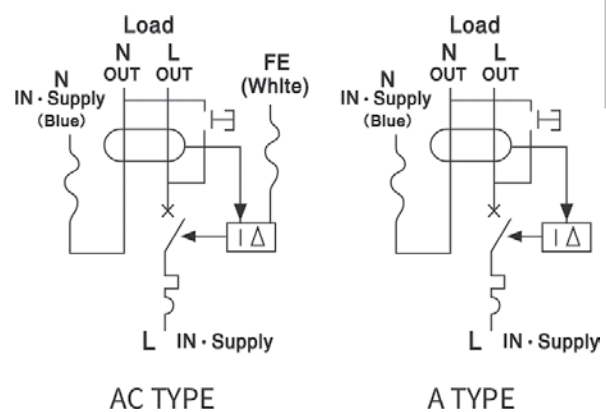 Load
N L
OUT OUT
N
IN · Supply
(Blue)
FE
(White)
I Δ
L IN · Supply
AC TYPE
Load
N L
OUT OUT
N
IN · Supply
(Blue)
I Δ
L IN · Supply
A TYPE